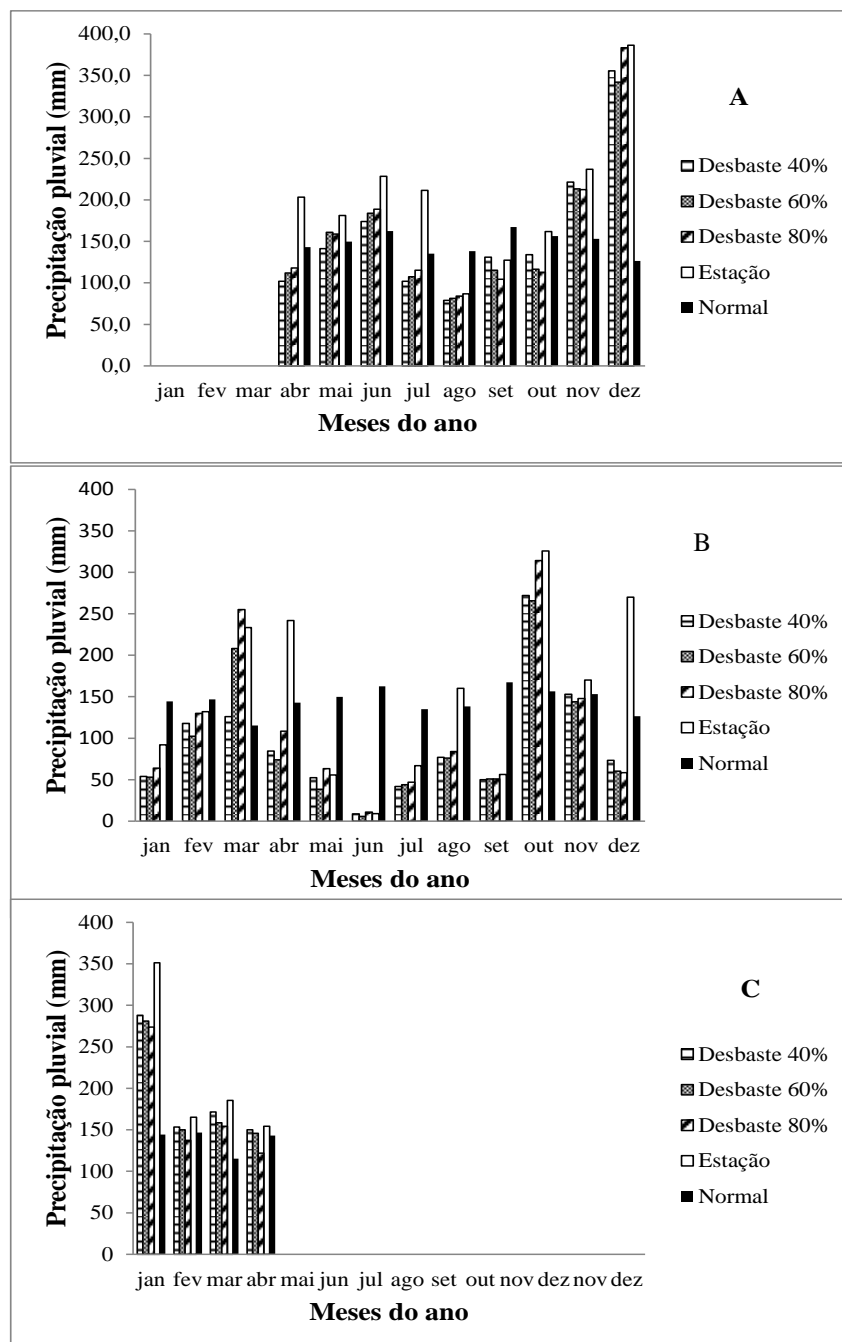 Precipitação pluvial (mm)
400,0
350,0
300,0
250,0
200,0
150,0
100,0
50,0
0,0
jan fev mar abr mai jun jul ago set out nov dez
Meses do ano
A
Desbaste 40%
Desbaste 60%
Desbaste 80%
Estação
Normal
Precipitação pluvial (mm)
400
350
300
250
200
150
100
50
0
jan fev mar abr mai jun jul ago set out nov dez
Meses do ano
B
Desbaste 40%
Desbaste 60%
Desbaste 80%
Estação
Normal
Precipitação pluvial (mm)
400
350
300
250
200
150
100
50
0
jan fev mar abr mai jun jul ago set out nov dez nov dez
Meses do ano
C
Desbaste 40%
Desbaste 60%
Desbaste 80%
Estação
Normal